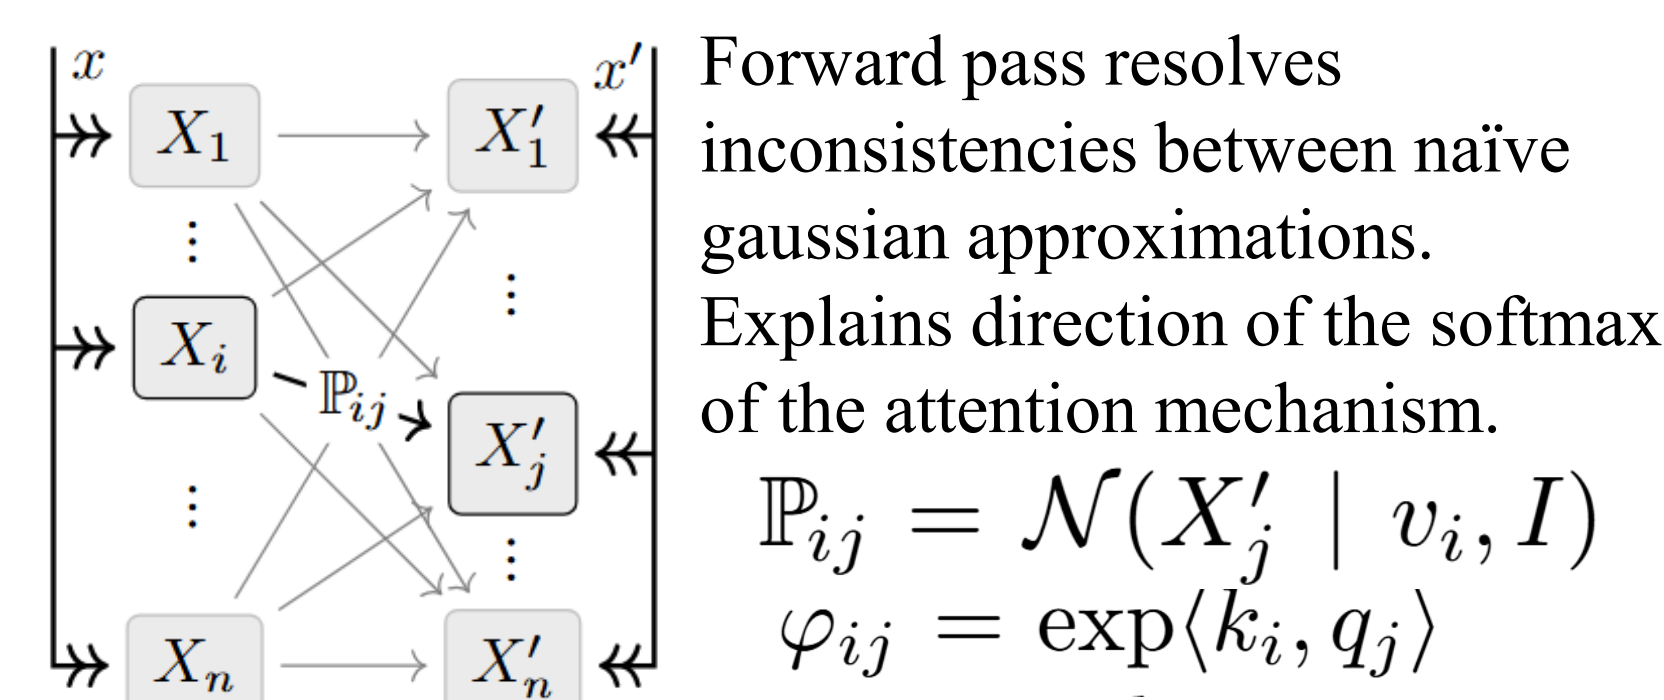 x
x′
X₁
X′₁
⋮
Xᵢ
⋮
ℙᵢⱼ
X′ⱼ
⋮
⋮
Xₙ
X′ₙ
Forward pass resolves
inconsistencies between naïve
gaussian approximations.
Explains direction of the softmax
of the attention mechanism.
ℙᵢⱼ = 𝒩(X′ⱼ | vᵢ, I)
φᵢⱼ = exp⟨kᵢ, qⱼ⟩